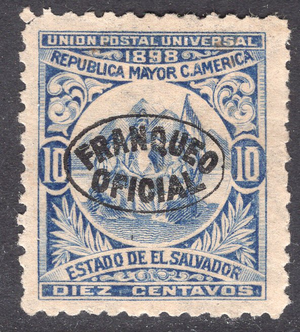 UNION POSTAL UNIVERSAL
1898
REPUBLICA MAYOR C. AMERICA
10 10
FRANQUEO
OFICIAL
ESTADO DE EL SALVADOR
DIEZ CENTAVOS